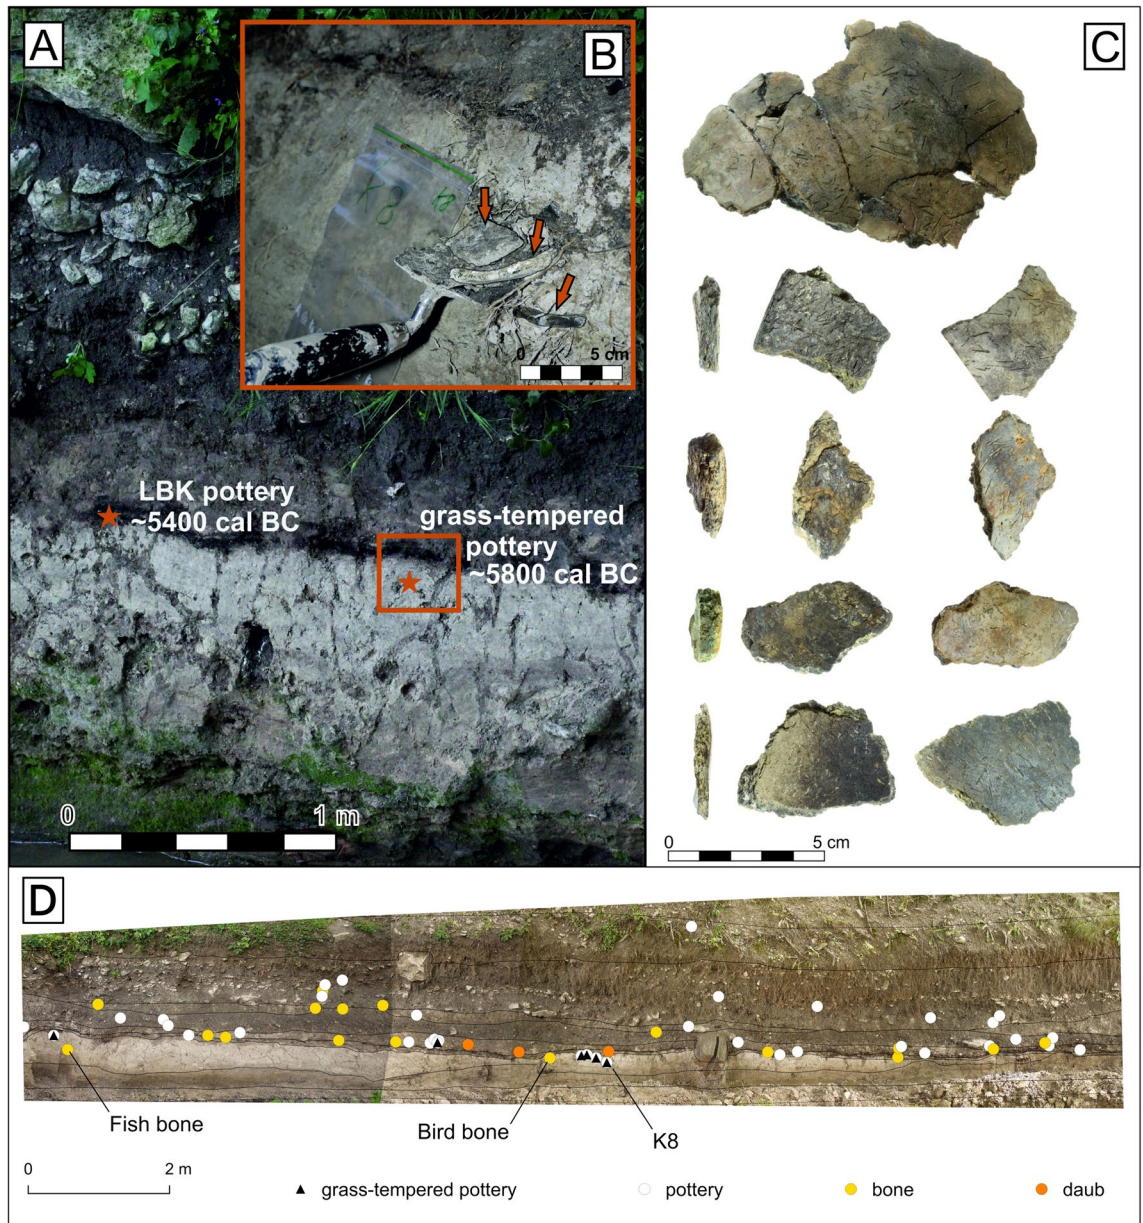 A
B
X8
K8
0 5 cm
LBK pottery
~5400 cal BC
grass-tempered
pottery
~5800 cal BC
0 1 m
C
0 5 cm
D
Fish bone
Bird bone
K8
0 2 m
grass-tempered pottery
pottery
bone
daub